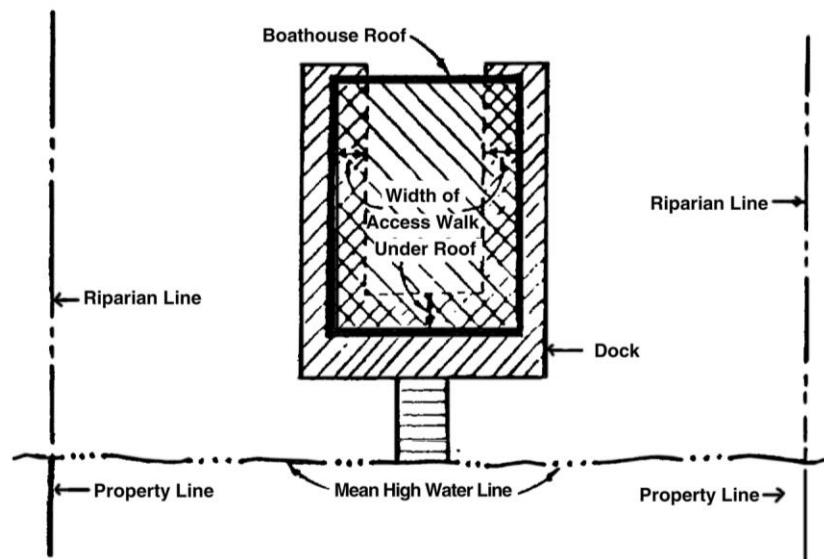 Boathouse Roof
Width of
Access Walk
Under Roof
Riparian Line
Riparian Line
Dock
Property Line
Mean High Water Line
Property Line